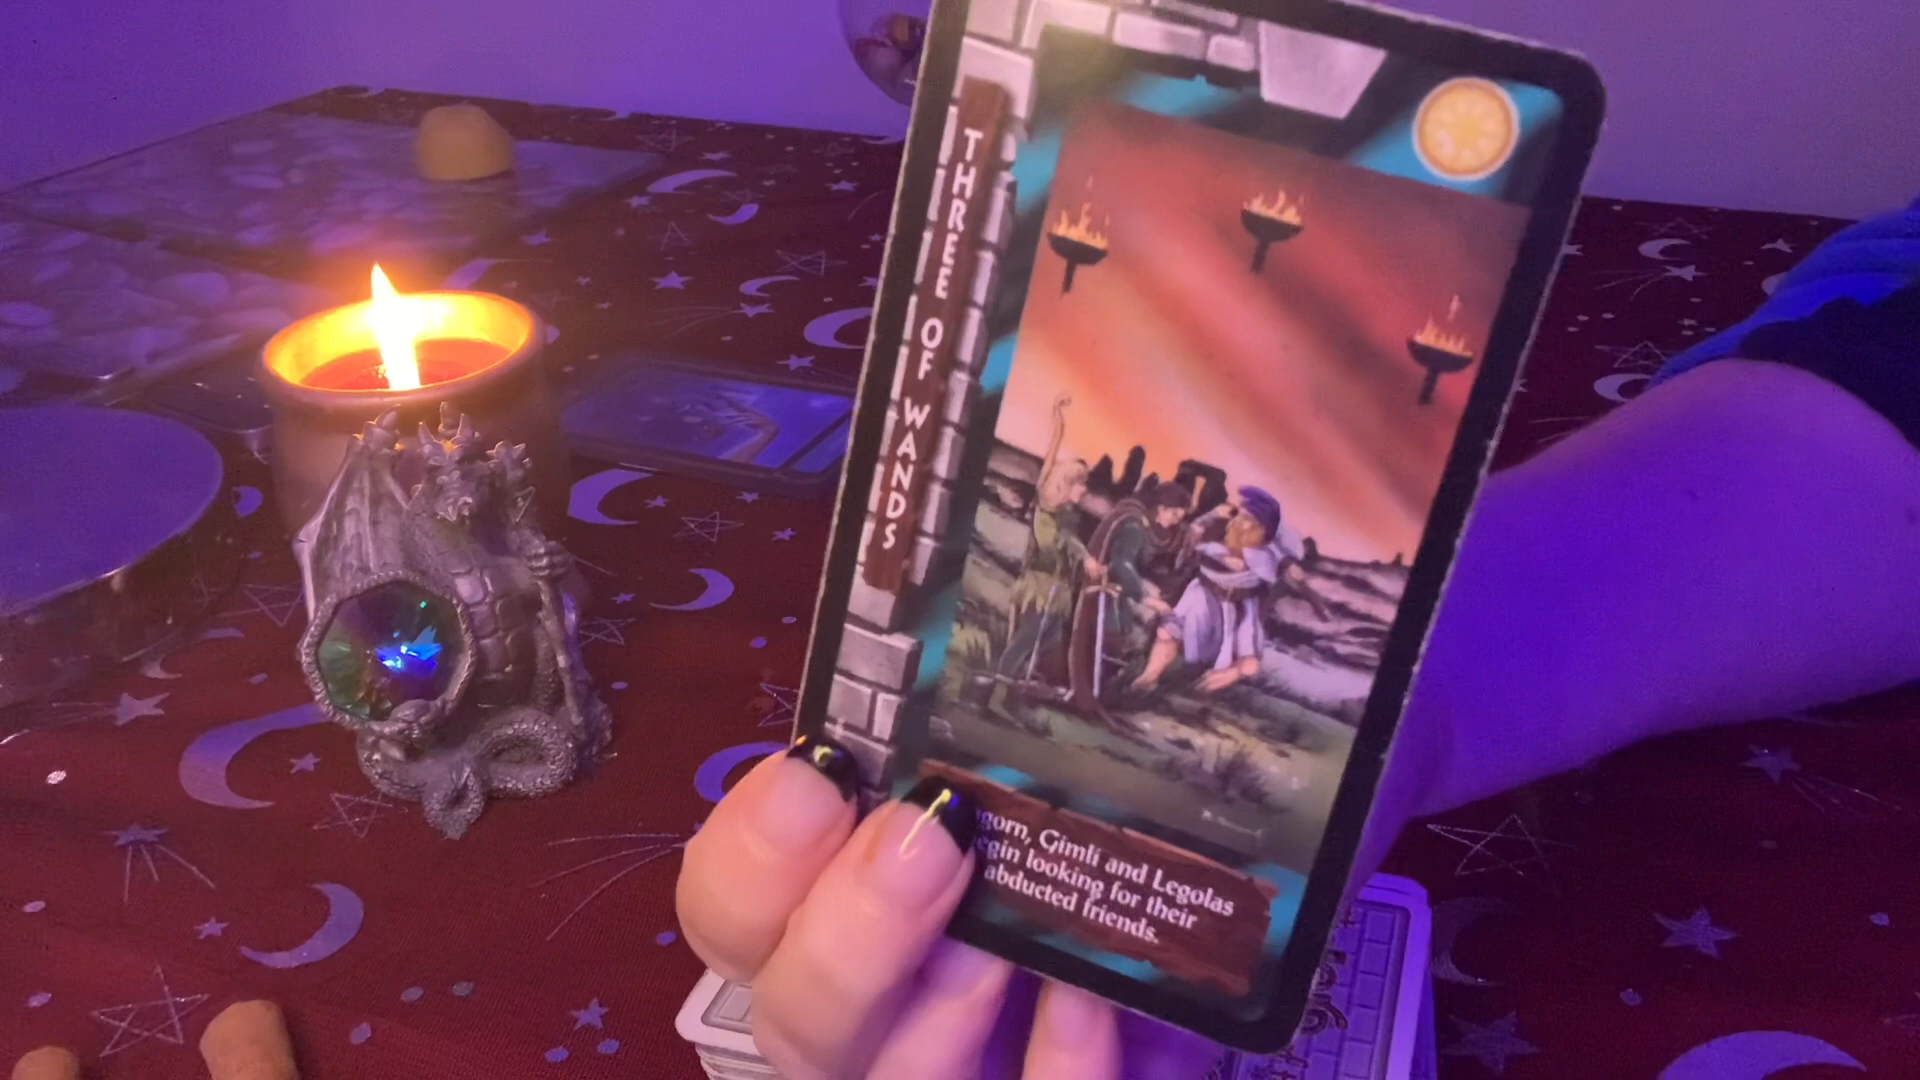 THREE OF WANDS
gorn, Gimli and Legolas
egin looking for their
abducted friends.